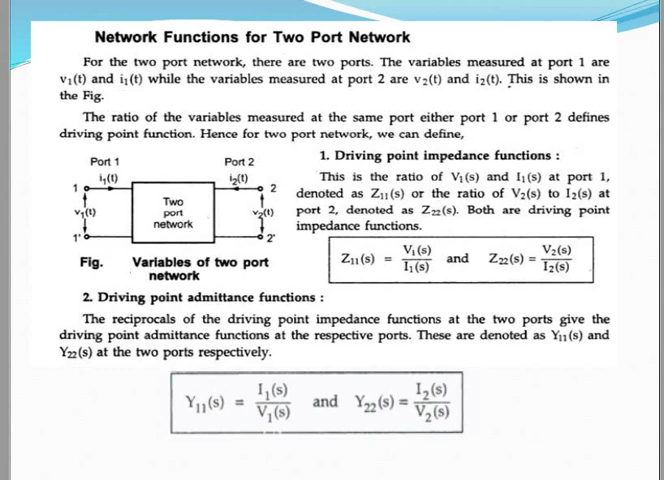 Network Functions for Two Port Network
For the two port network, there are two ports. The variables measured at port 1 are
v₁(t) and i₁(t) while the variables measured at port 2 are v₂(t) and i₂(t). This is shown in
the Fig.
The ratio of the variables measured at the same port either port 1 or port 2 defines
driving point function. Hence for two port network, we can define,
Port 1
Port 2
i₁(t)
i₂(t)
1
2
v₁(t)
Two
port
network
v₂(t)
1'
2'
Fig. Variables of two port
network
1. Driving point impedance functions :
This is the ratio of V₁(s) and I₁(s) at port 1,
denoted as Z₁₁(s) or the ratio of V₂(s) to I₂(s) at
port 2, denoted as Z₂₂(s). Both are driving point
impedance functions.
Z₁₁(s) = V₁(s)/I₁(s) and Z₂₂(s) = V₂(s)/I₂(s)
2. Driving point admittance functions :
The reciprocals of the driving point impedance functions at the two ports give the
driving point admittance functions at the respective ports. These are denoted as Y₁₁(s) and
Y₂₂(s) at the two ports respectively.
Y₁₁(s) = I₁(s)/V₁(s) and Y₂₂(s) = I₂(s)/V₂(s)